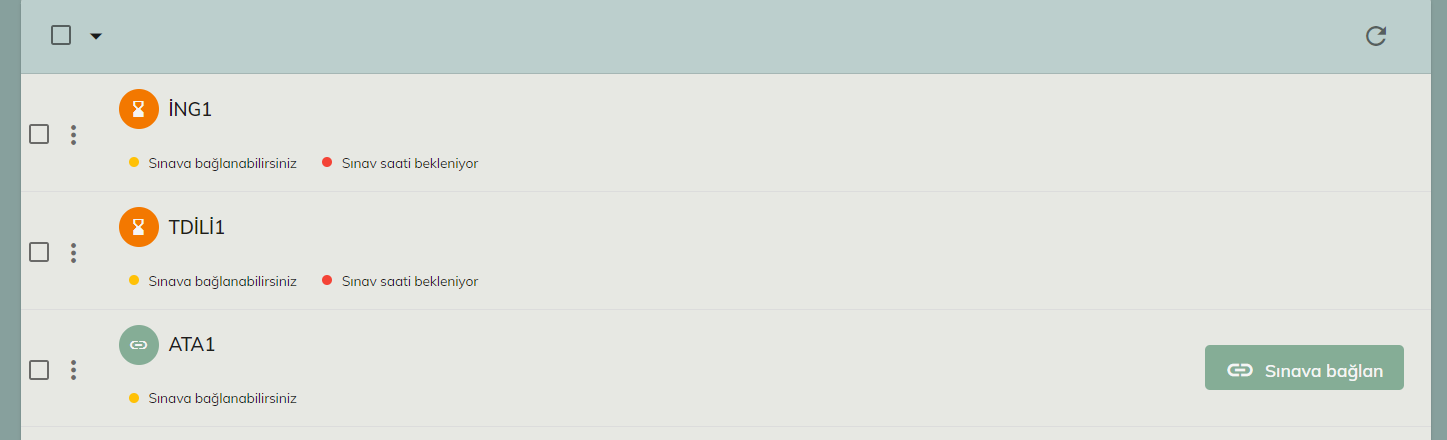 İNG1
Sınava bağlanabilirsiniz Sınav saati bekleniyor
TDİLİ1
Sınava bağlanabilirsiniz Sınav saati bekleniyor
ATA1
Sınava bağlan
Sınava bağlanabilirsiniz